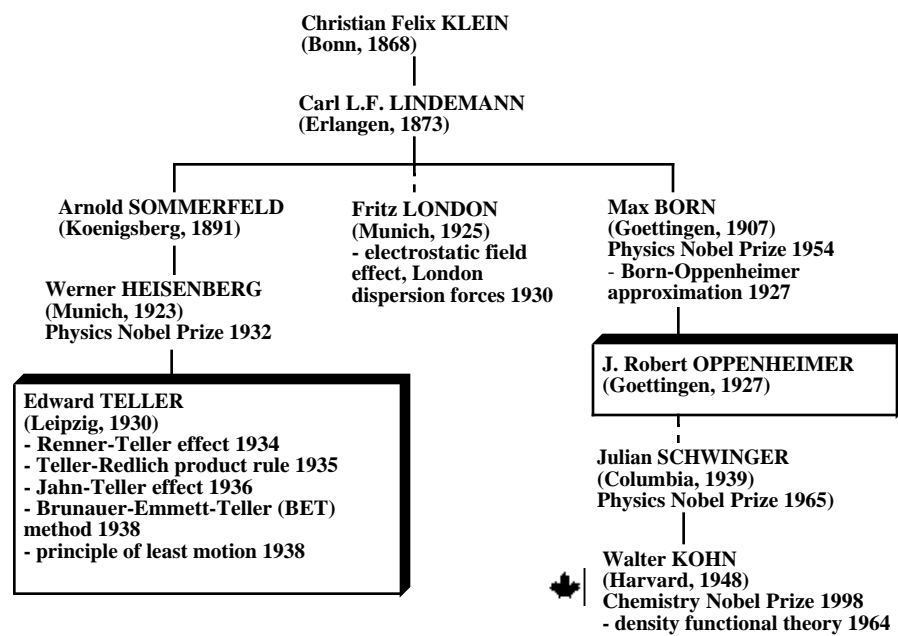 Christian Felix KLEIN
(Bonn, 1868)
Carl L.F. LINDEMANN
(Erlangen, 1873)
Arnold SOMMERFELD
(Koenigsberg, 1891)
Werner HEISENBERG
(Munich, 1923)
Physics Nobel Prize 1932
Edward TELLER
(Leipzig, 1930)
- Renner-Teller effect 1934
- Teller-Redlich product rule 1935
- Jahn-Teller effect 1936
- Brunauer-Emmett-Teller (BET)
method 1938
- principle of least motion 1938
Fritz LONDON
(Munich, 1925)
- electrostatic field
effect, London
dispersion forces 1930
Max BORN
(Goettingen, 1907)
Physics Nobel Prize 1954
- Born-Oppenheimer
approximation 1927
J. Robert OPPENHEIMER
(Goettingen, 1927)
Julian SCHWINGER
(Columbia, 1939)
Physics Nobel Prize 1965)
Walter KOHN
(Harvard, 1948)
Chemistry Nobel Prize 1998
- density functional theory 1964